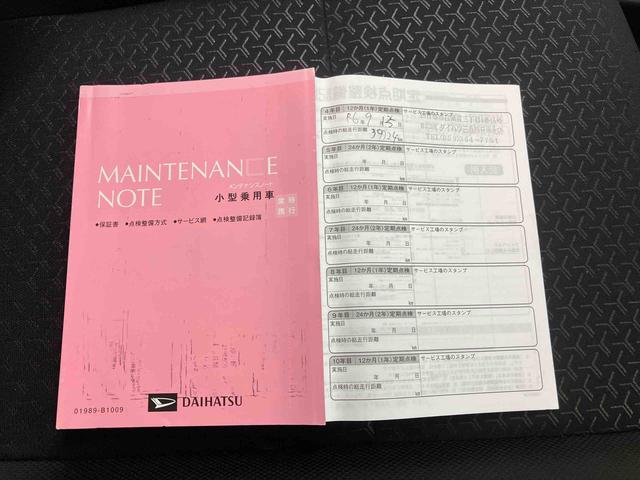 MAINTENANCE
NOTE
メンテナンスノート
小型乗用車
禁 時
携行
●保証書 ●点検整備方式 ●サービス網 ●点検整備記録簿
DAIHATSU
01989-B1009
4年目 12か月(1年)定期点検 サービス工場のスタンプ
実施日 R6年9月25日
点検時の総走行距離
km
5年目 24か月(2年)定期点検 サービス工場のスタンプ
実施日
年 月 日
点検時の総走行距離
km
6年目 12か月(1年)定期点検 サービス工場のスタンプ
実施日
年 月 日
点検時の総走行距離
km
7年目 24か月(2年)定期点検 サービス工場のスタンプ
実施日
年 月 日
点検時の総走行距離
km
8年目 12か月(1年)定期点検 サービス工場のスタンプ
実施日
年 月 日
点検時の総走行距離
km
9年目 24か月(2年)定期点検 サービス工場のスタンプ
実施日
年 月 日
点検時の総走行距離
km
10年目 12か月(1年)定期点検 サービス工場のスタンプ
実施日
年 月 日
点検時の総走行距離
km